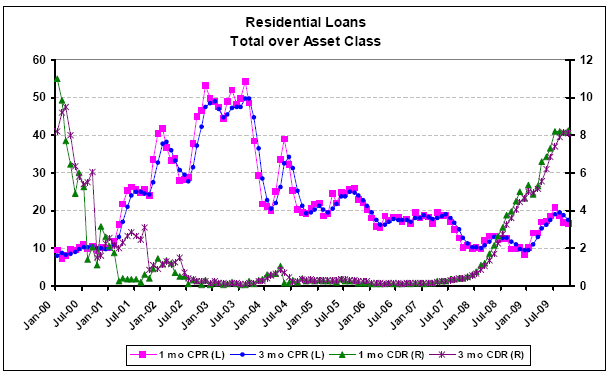 Residential Loans
Total over Asset Class
60
50
40
30
20
10
0
12
10
8
6
4
2
0
Jan-00
Jul-00
Jan-01
Jul-01
Jan-02
Jul-02
Jan-03
Jul-03
Jan-04
Jul-04
Jan-05
Jul-05
Jan-06
Jul-06
Jan-07
Jul-07
Jan-08
Jul-08
Jan-09
Jul-09
1 mo CPR (L) 3 mo CPR (L) 1 mo CDR (R) 3 mo CDR (R)